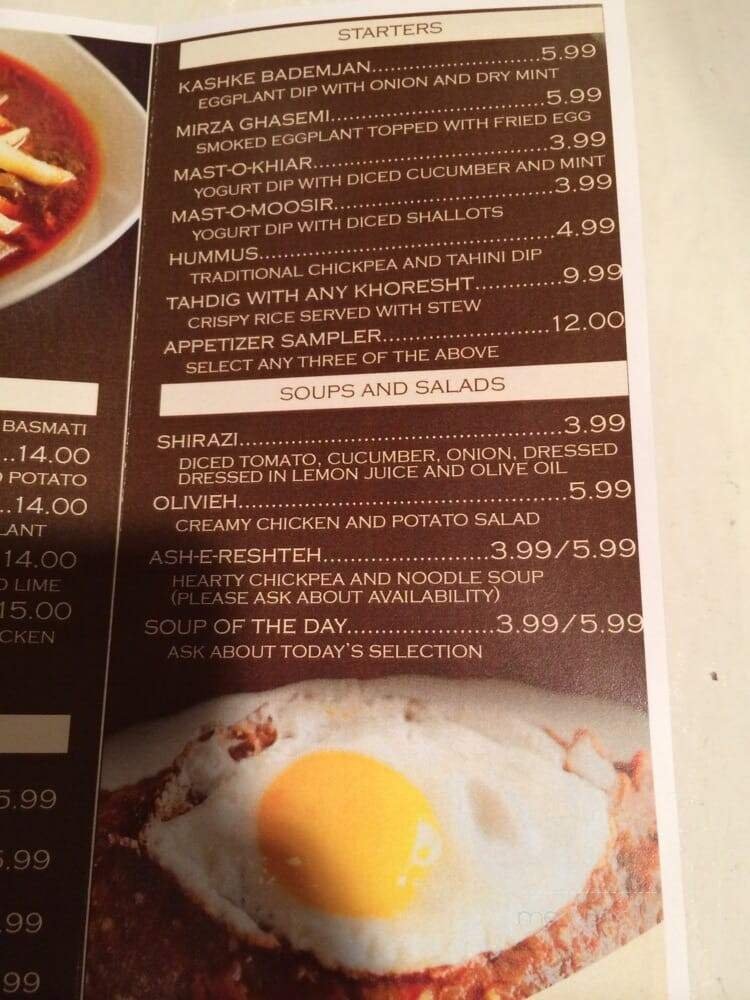 BASMATI
..14.00
O POTATO
..14.00
LANT
14.00
D LIME
15.00
CKEN
5.99
5.99
.99
99
STARTERS
KASHKE BADEMJAN.....................5.99
EGGPLANT DIP WITH ONION AND DRY MINT
MIRZA GHASEMI...........................5.99
SMOKED EGGPLANT TOPPED WITH FRIED EGG
MAST-O-KHIAR.............................3.99
YOGURT DIP WITH DICED CUCUMBER AND MINT
MAST-O-MOOSIR...........................3.99
YOGURT DIP WITH DICED SHALLOTS
HUMMUS.....................................4.99
TRADITIONAL CHICKPEA AND TAHINI DIP
TAHDIG WITH ANY KHORESHT...........9.99
CRISPY RICE SERVED WITH STEW
APPETIZER SAMPLER.....................12.00
SELECT ANY THREE OF THE ABOVE
SOUPS AND SALADS
SHIRAZI........................................3.99
DICED TOMATO, CUCUMBER, ONION, DRESSED
DRESSED IN LEMON JUICE AND OLIVE OIL
OLIVIEH........................................5.99
CREAMY CHICKEN AND POTATO SALAD
ASH-E-RESHTEH.....................3.99/5.99
HEARTY CHICKPEA AND NOODLE SOUP
(PLEASE ASK ABOUT AVAILABILITY)
SOUP OF THE DAY...................3.99/5.99
ASK ABOUT TODAY'S SELECTION